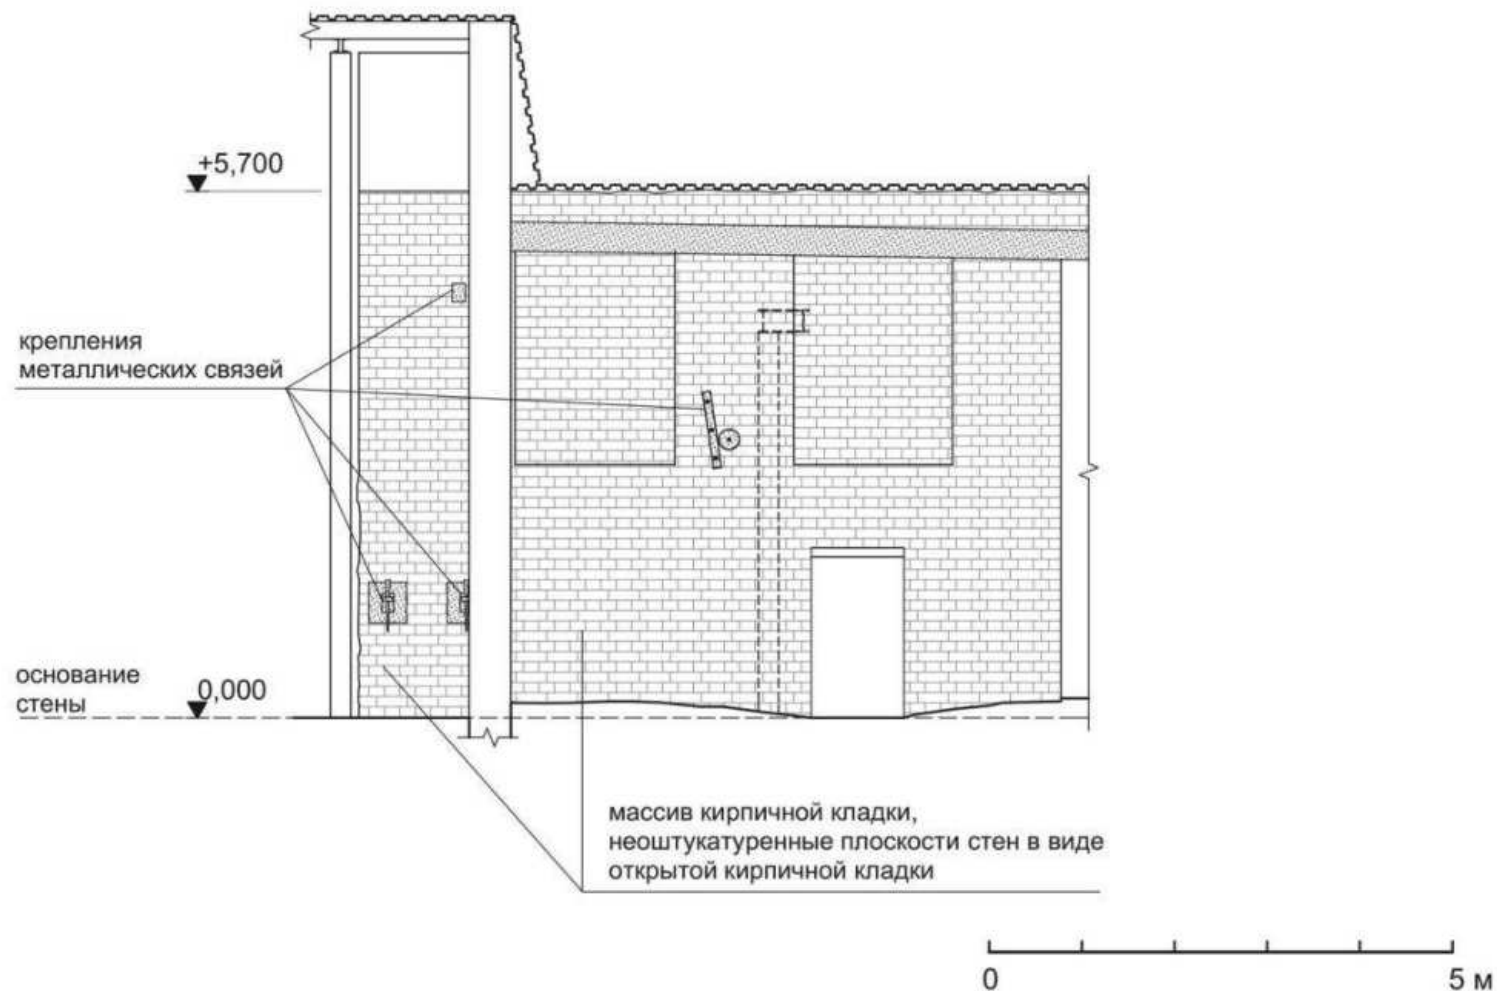 +5,700
крепления
металлических связей
основание
стены
0,000
массив кирпичной кладки,
неоштукатуренные плоскости стен в виде
открытой кирпичной кладки
0
5 м